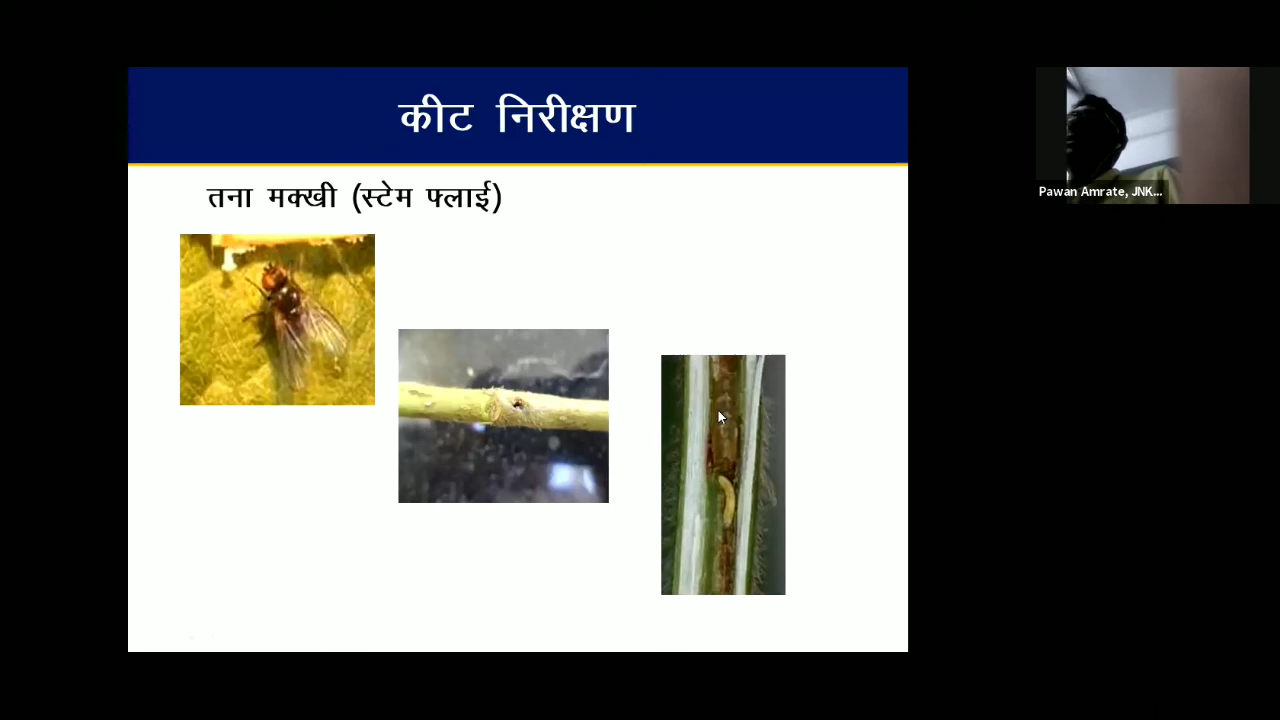 कीट निरीक्षण
तना मक्खी (स्टेम फ्लाई)
Pawan Amrate, JNK...